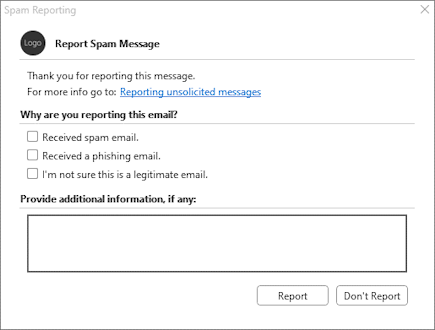 Spam Reporting
Logo
Report Spam Message
Thank you for reporting this message.
For more info go to: Reporting unsolicited messages
Why are you reporting this email?
Received spam email.
Received a phishing email.
I'm not sure this is a legitimate email.
Provide additional information, if any:
Report
Don't Report